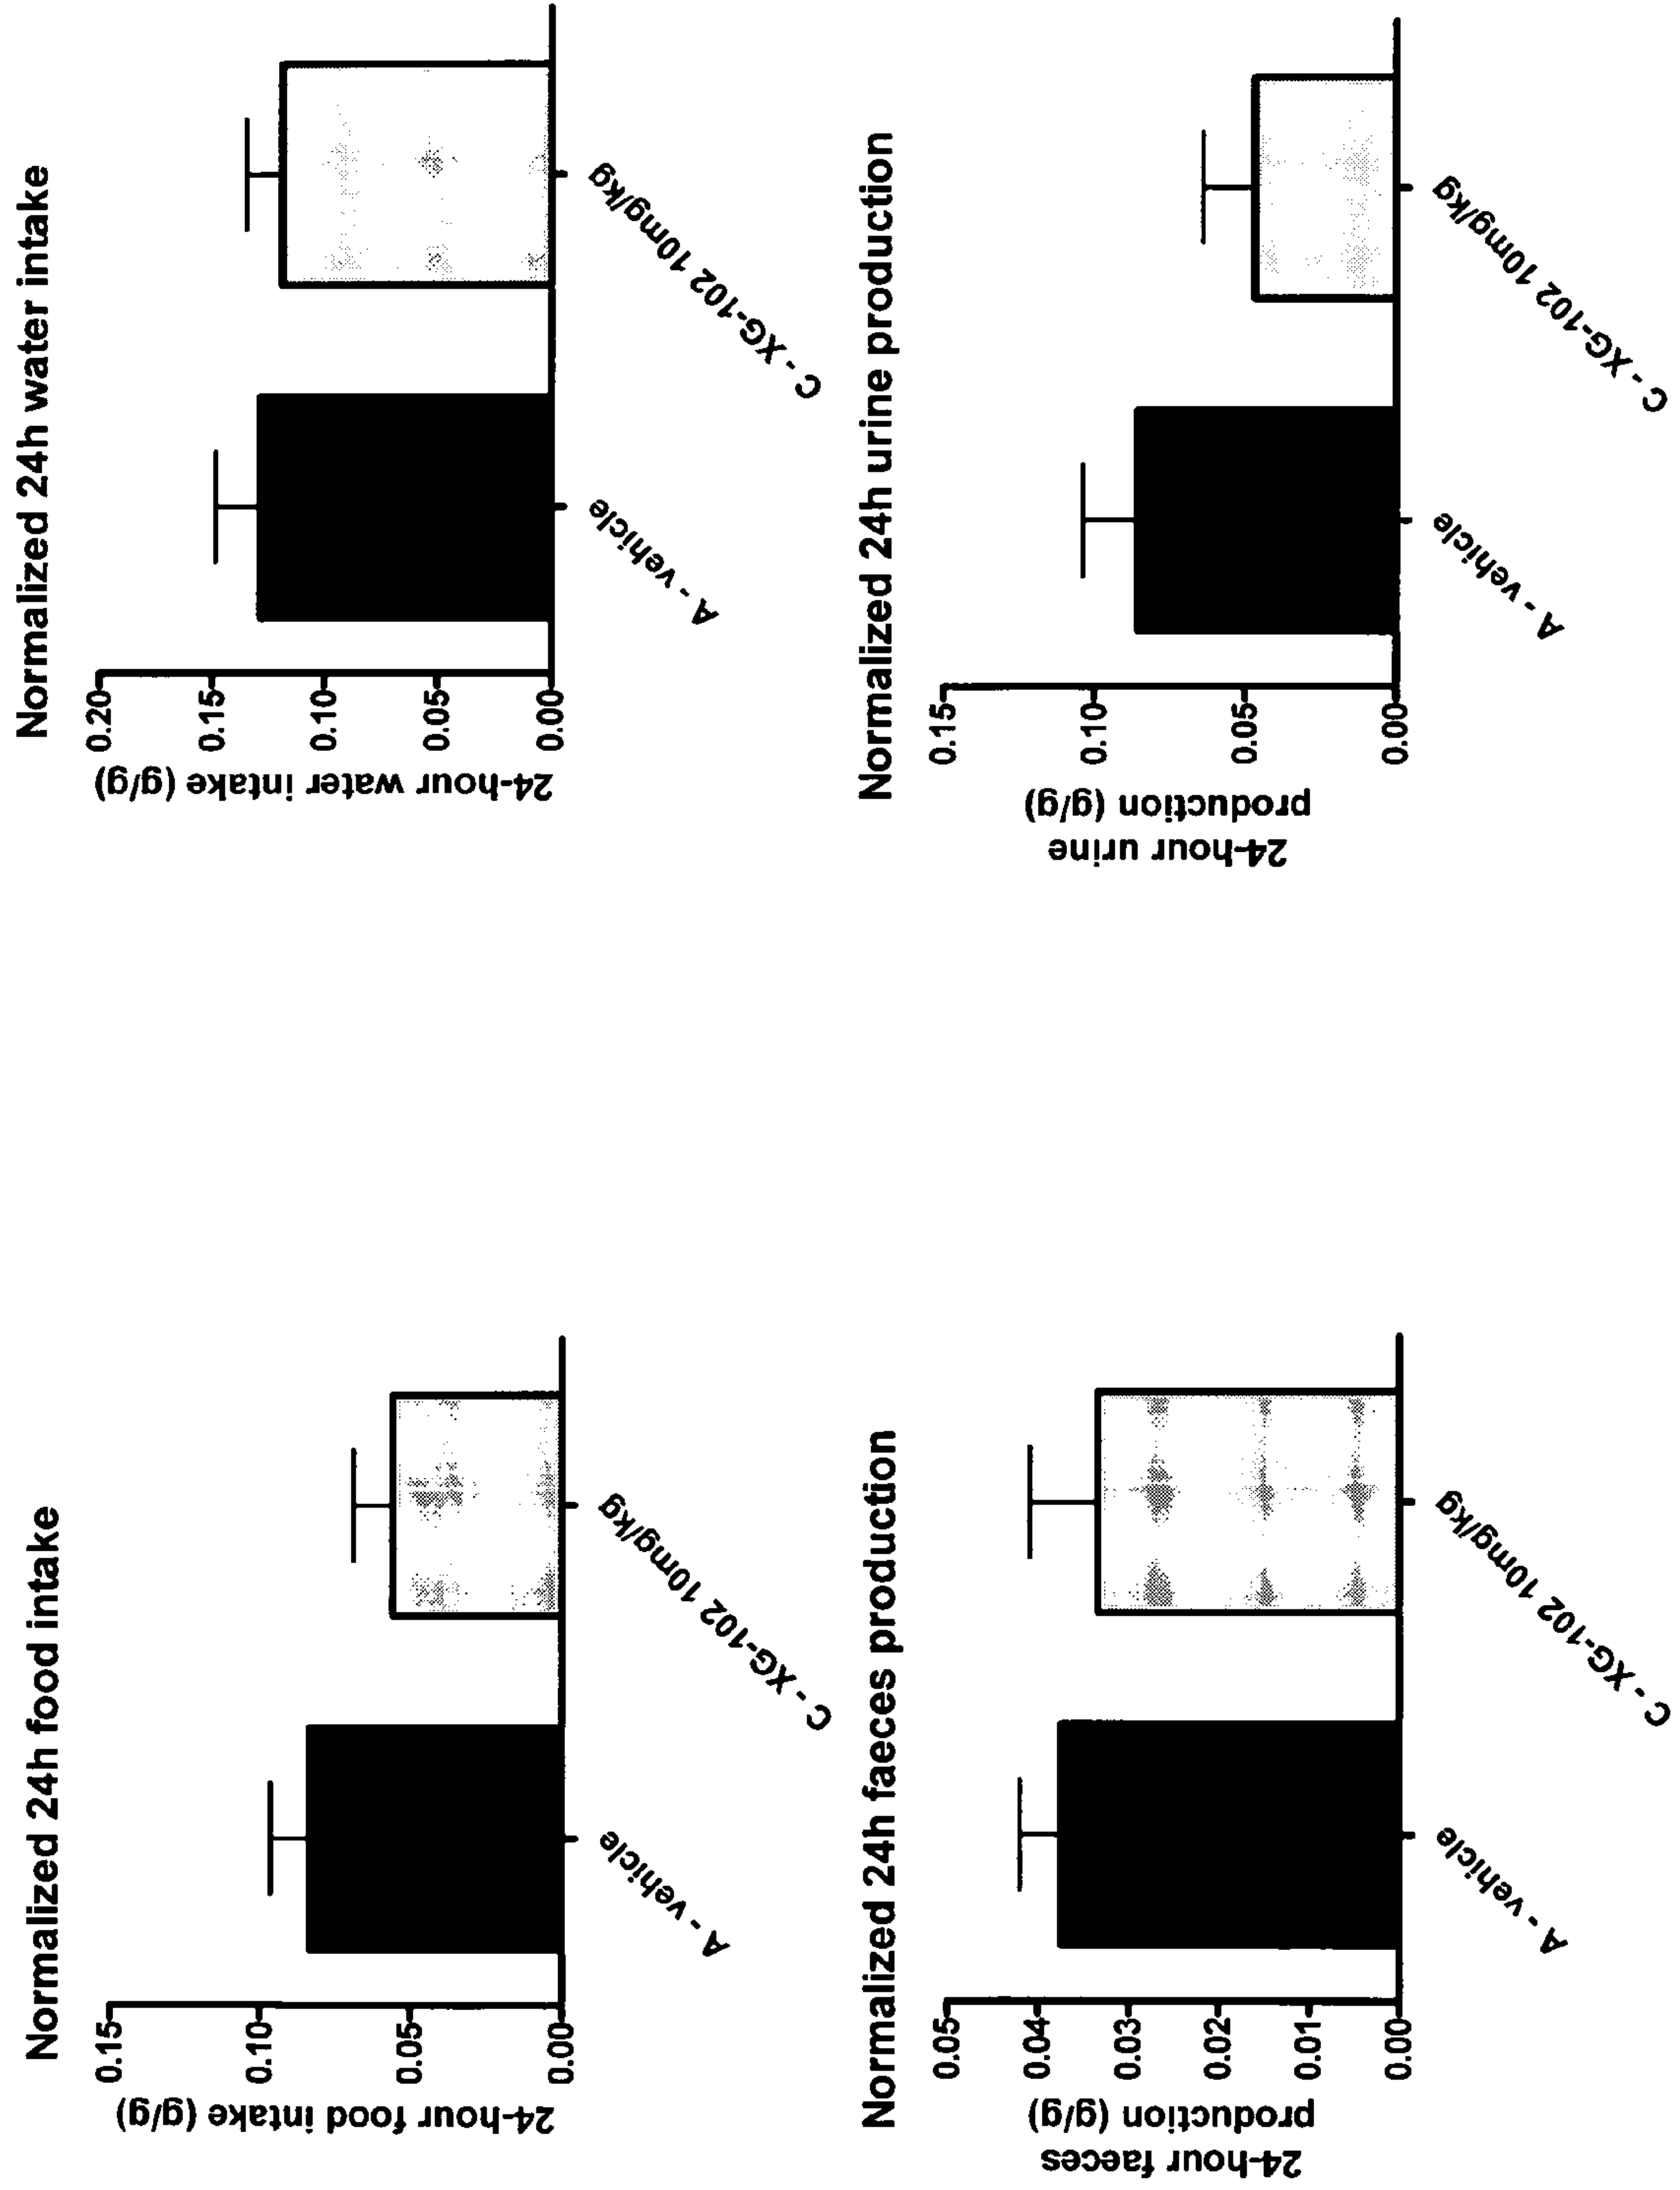 Normalized 24h food intake
24-hour food intake (g/g)
0.15
0.10
0.05
0.00
A - vehicle
C - XG-102 10mg/kg
Normalized 24h water intake
24-hour water intake (g/g)
0.20
0.15
0.10
0.05
0.00
A - vehicle
C - XG-102 10mg/kg
Normalized 24h faeces production
24-hour faeces
production (g/g)
0.05
0.04
0.03
0.02
0.01
0.00
A - vehicle
C - XG-102 10mg/kg
Normalized 24h urine production
24-hour urine
production (g/g)
0.15
0.10
0.05
0.00
A - vehicle
C - XG-102 10mg/kg